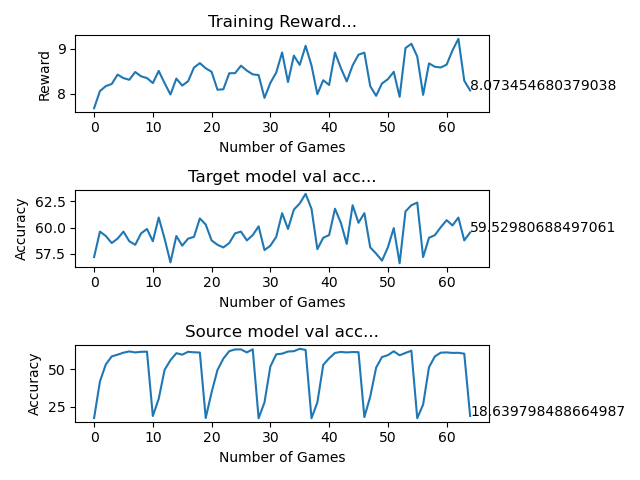 Training Reward...
9
8
Reward
8.073454680379038
0 10 20 30 40 50 60
Number of Games
Target model val acc...
62.5
60.0
57.5
Accuracy
59.52980688497061
0 10 20 30 40 50 60
Number of Games
Source model val acc...
50
25
Accuracy
18.639798488664987
0 10 20 30 40 50 60
Number of Games